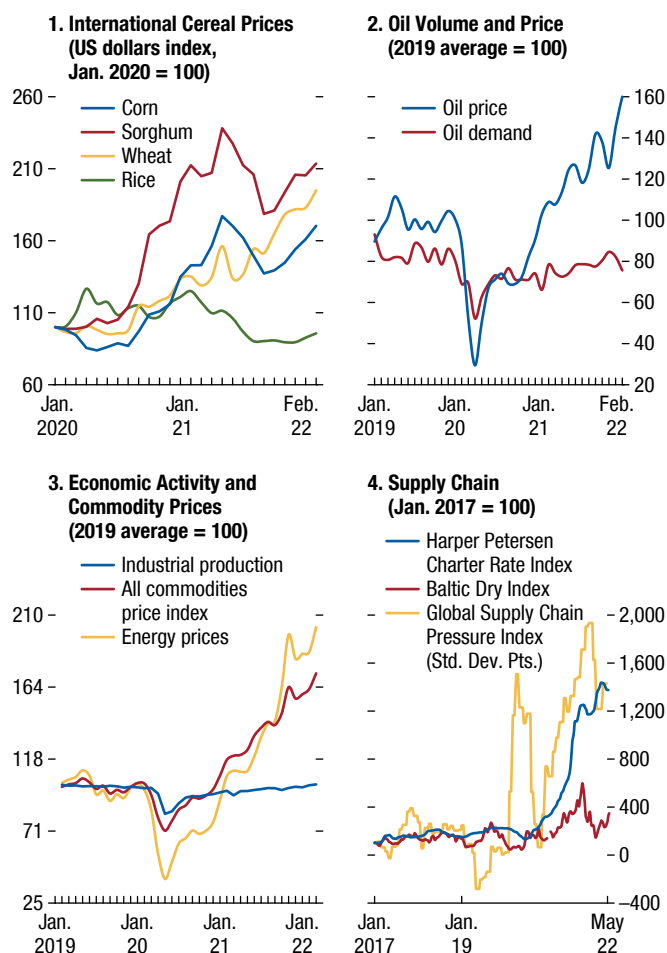 1. International Cereal Prices
(US dollars index,
Jan. 2020 = 100)
260
210
160
110
60
Corn
Sorghum
Wheat
Rice
Jan.
2020
Jan.
21
Feb.
22
2. Oil Volume and Price
(2019 average = 100)
Oil price
Oil demand
160
140
120
100
80
60
40
20
Jan.
2019
Jan.
20
Jan.
21
Feb.
22
3. Economic Activity and
Commodity Prices
(2019 average = 100)
Industrial production
All commodities
price index
Energy prices
210
164
118
71
25
Jan.
2019
Jan.
20
Jan.
21
Jan.
22
4. Supply Chain
(Jan. 2017 = 100)
Harper Petersen
Charter Rate Index
Baltic Dry Index
Global Supply Chain
Pressure Index
(Std. Dev. Pts.)
2,000
1,600
1,200
800
400
0
–400
Jan.
2017
Jan.
19
May
22